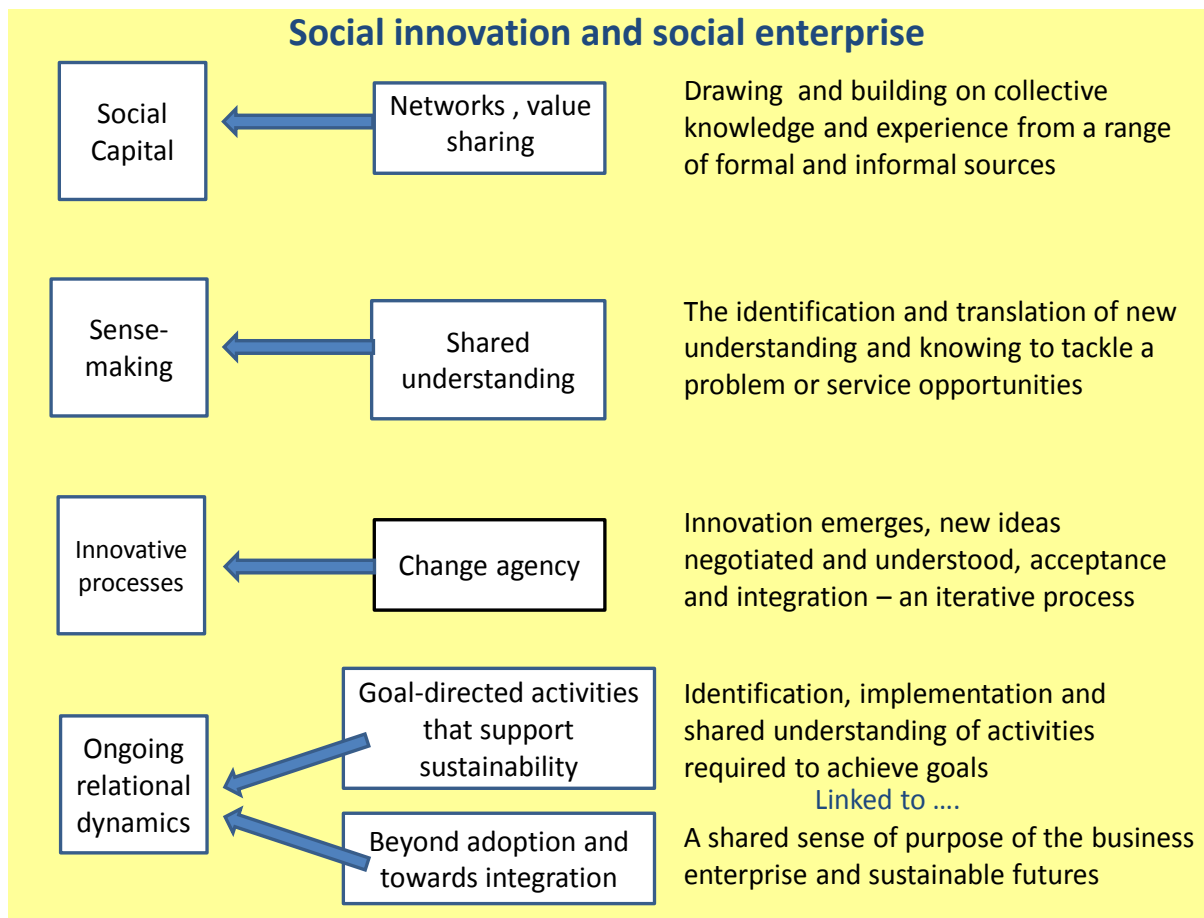 Social innovation and social enterprise
Social
Capital
Networks , value
sharing
Drawing  and building on collective
knowledge and experience from a range
of formal and informal sources
Sense-
making
Shared
understanding
The identification and translation of new
understanding and knowing to tackle a
problem or service opportunities
Innovative
processes
Change agency
Innovation emerges, new ideas
negotiated and understood, acceptance
and integration – an iterative process
Ongoing
relational
dynamics
Goal-directed activities
that support
sustainability
Identification, implementation and
shared understanding of activities
required to achieve goals
Linked to ….
Beyond adoption and
towards integration
A shared sense of purpose of the business
enterprise and sustainable futures